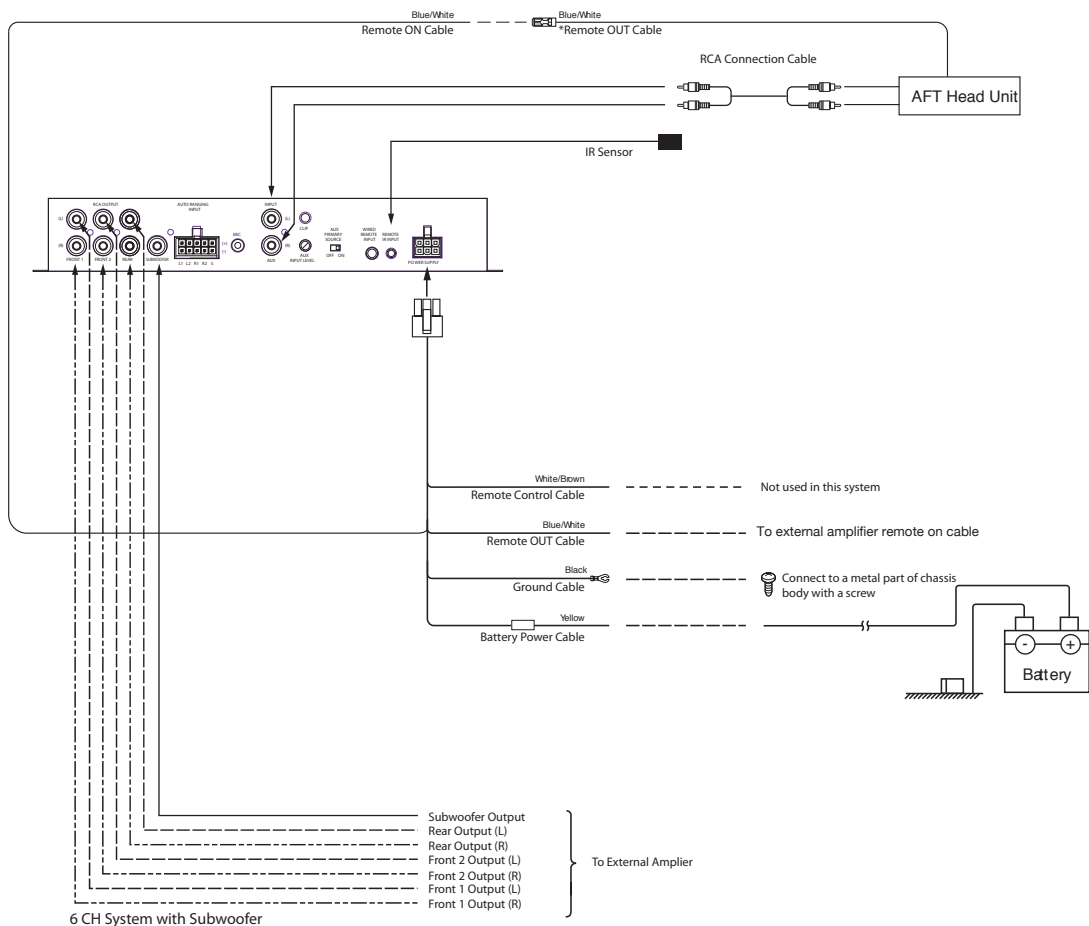 Blue/White
Remote ON Cable
Blue/White
*Remote OUT Cable
RCA Connection Cable
AFT Head Unit
IR Sensor
RCA OUTPUT
AUTO RANGING
INPUT
INPUT
(L)
(L)
CLIP
AUX
PRIMARY
SOURCE
WIRED
REMOTE
INPUT
REMOTE
IR INPUT
MIC
(+)
(-)
(R)
(R)
OFF ON
FRONT 1
FRONT 2
REAR
SUBWOOFER
L1 L2 R1 R2 S
AUX
AUX
INPUT LEVEL
POWER SUPPLY
White/Brown
Remote Control Cable
Not used in this system
Blue/White
Remote OUT Cable
To external amplifier remote on cable
Black
Ground Cable
Connect to a metal part of chassis
body with a screw
Yellow
Battery Power Cable
- +
Battery
Subwoofer Output
Rear Output (L)
Rear Output (R)
Front 2 Output (L)
Front 2 Output (R)
Front 1 Output (L)
Front 1 Output (R)
To External Amplier
6 CH System with Subwoofer